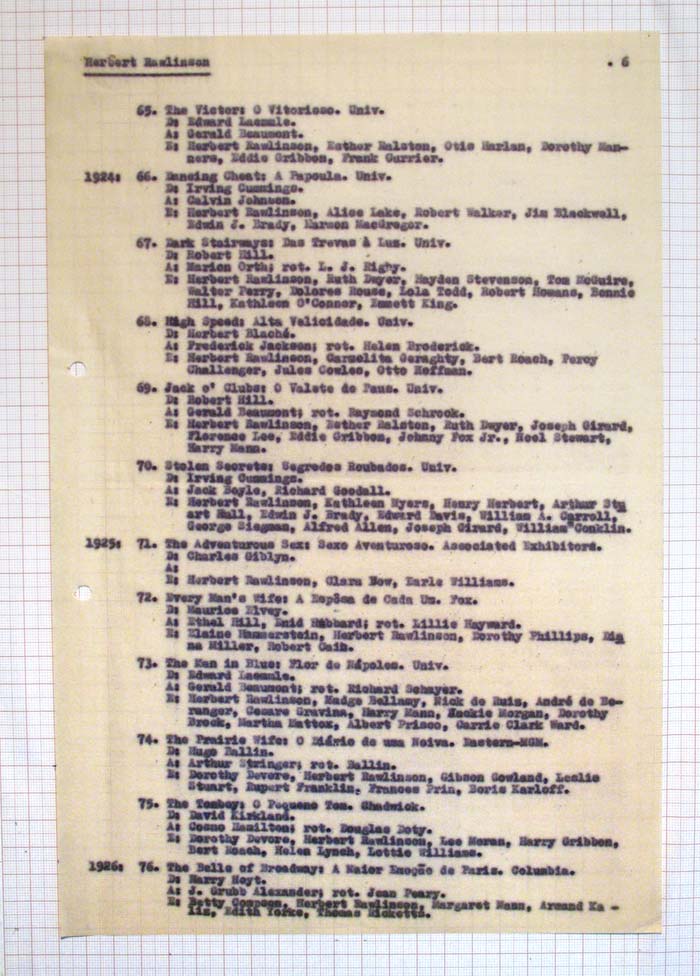 Herbert Rawlinson . 6
65. The Victor: O Vitorioso. Univ.
D: Edward Laemmle.
A: Gerald Beaumont.
E: Herbert Rawlinson, Esther Ralston, Otis Harlan, Dorothy Man-
ners, Eddie Gribbon, Frank Currier.
1924: 66. Dancing Cheat: A Papoula. Univ.
D: Irving Cummings.
A: Calvin Johnson.
E: Herbert Rawlinson, Alice Lake, Robert Walker, Jim Blackwell,
Edwin J. Brady, Harmon MacGregor.
67. Dark Stairways: Das Trevas à Luz. Univ.
D: Robert Hill.
A: Marion Orth; rot. L. J. Rigby.
E: Herbert Rawlinson, Ruth Dwyer, Hayden Stevenson, Tom McGuire,
Walter Perry, Dolores Rouse, Lola Todd, Robert Homans, Bonnie
Hill, Kathleen O'Connor, Emmett King.
68. High Speed: Alta Velicidade. Univ.
D: Herbert Blaché.
A: Frederick Jackson; rot. Helen Broderick.
E: Herbert Rawlinson, Carmelita Geraghty, Bert Roach, Percy
Challenger, Jules Cowles, Otto Hoffman.
69. Jack o' Clubs: O Valete de Paus. Univ.
D: Robert Hill.
A: Gerald Beaumont; rot. Raymond Schrock.
E: Herbert Rawlinson, Esther Ralston, Ruth Dwyer, Joseph Girard,
Florence Lee, Eddie Gribbon, Johnny Fox Jr., Noel Stewart,
Harry Mann.
70. Stolen Secrets: Segredos Roubados. Univ.
D: Irving Cummings.
A: Jack Boyle, Richard Goodall.
E: Herbert Rawlinson, Kathleen Myers, Henry Herbert, Arthur Stu
art Hull, Edwin J. Brady, Edward Davis, William A. Carroll,
George Siegman, Alfred Allen, Joseph Girard, William Conklin.
1925: 71. The Adventurous Sex: Sexo Aventuroso. Associated Exhibitors.
D: Charles Giblyn.
A:
E: Herbert Rawlinson, Clara Bow, Earle Williams.
72. Every Man's Wife: A Espôsa de Cada Um. Fox.
D: Maurice Elvey.
A: Ethel Hill, Enid Hibbard; rot. Lillie Hayward.
E: Elaine Hammerstein, Herbert Rawlinson, Dorothy Phillips, Dia
na Miller, Robert Cain.
73. The Man in Blue: Flor de Nápoles. Univ.
D: Edward Laemmle.
A: Gerald Beaumont; rot. Richard Schayer.
E: Herbert Rawlinson, Madge Bellamy, Nick de Ruis, André de Be-
ranger, Cesare Gravina, Harry Mann, Jackie Morgan, Dorothy
Brock, Martha Mattox, Albert Prisco, Carrie Clark Ward.
74. The Prairie Wife: O Diário de uma Noiva. Eastern-MGM.
D: Hugo Ballin.
A: Arthur Stringer; rot. Ballin.
E: Dorothy Devore, Herbert Rawlinson, Gibson Gowland, Leslie
Stuart, Rupert Franklin, Frances Prin, Boris Karloff.
75. The Tomboy: O Pequeno Tom. Chadwick.
D: David Kirkland.
A: Cosmo Hamilton; rot. Douglas Doty.
E: Dorothy Devore, Herbert Rawlinson, Lee Moran, Harry Gribbon,
Bert Roach, Helen Lynch, Lottie Williams.
1926: 76. The Belle of Broadway: A Maior Emoção de Paris. Columbia.
D: Harry Hoyt.
A: J. Grubb Alexander; rot. Jean Peary.
E: Betty Compson, Herbert Rawlinson, Margaret Mann, Armand Ka -
liz, Edith Yorke, Thomas Ricketts.